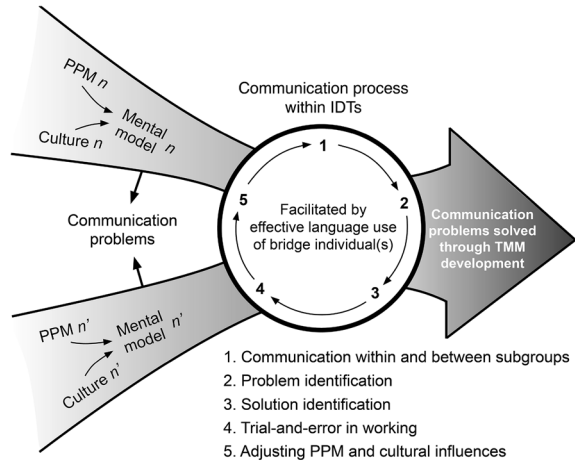 PPM n
Mental
model n
Culture n
Communication
problems
PPM n'
Mental
model n'
Culture n'
Communication process
within IDTs
1
2
3
4
5
Facilitated by
effective language use
of bridge individual(s)
Communication
problems solved
through TMM
development
1. Communication within and between subgroups
2. Problem identification
3. Solution identification
4. Trial-and-error in working
5. Adjusting PPM and cultural influences